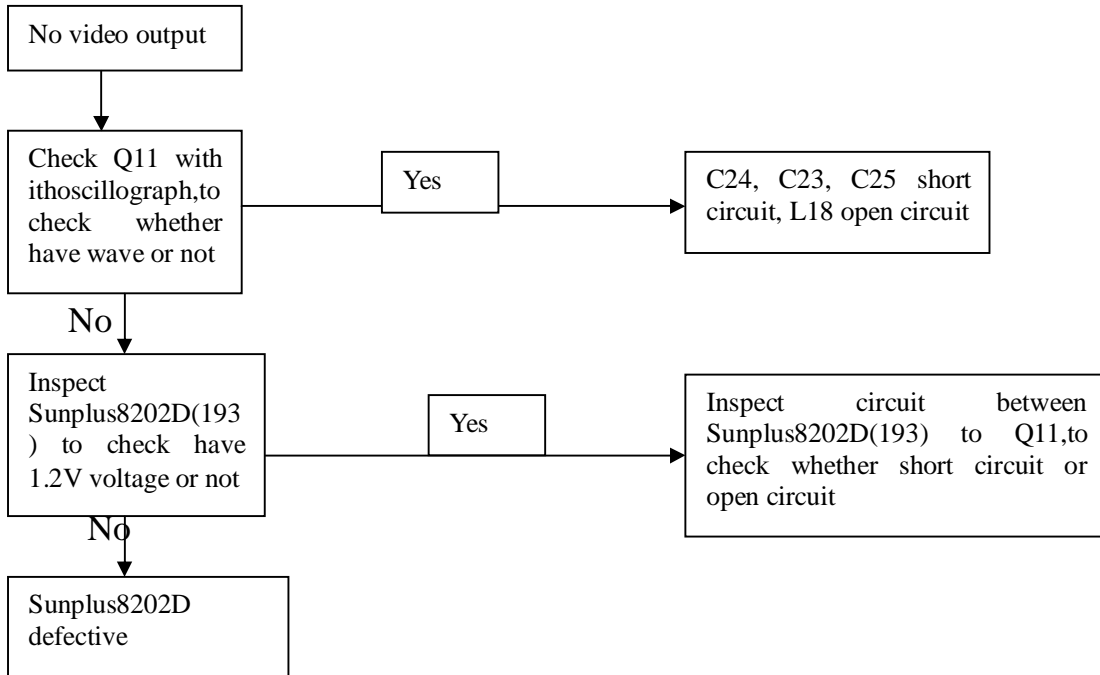 No video output
Check Q11 with
ithoscillograph,to
check whether
have wave or not
Yes
C24, C23, C25 short
circuit, L18 open circuit
No
Inspect
Sunplus8202D(193
) to check have
1.2V voltage or not
Yes
Inspect circuit between
Sunplus8202D(193) to Q11,to
check whether short circuit or
open circuit
No
Sunplus8202D
defective